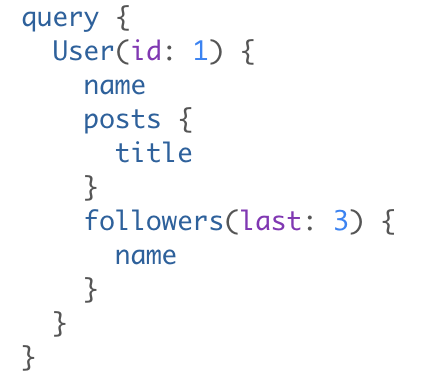 query {
  User(id: 1) {
    name
    posts {
      title
    }
    followers(last: 3) {
      name
    }
  }
}